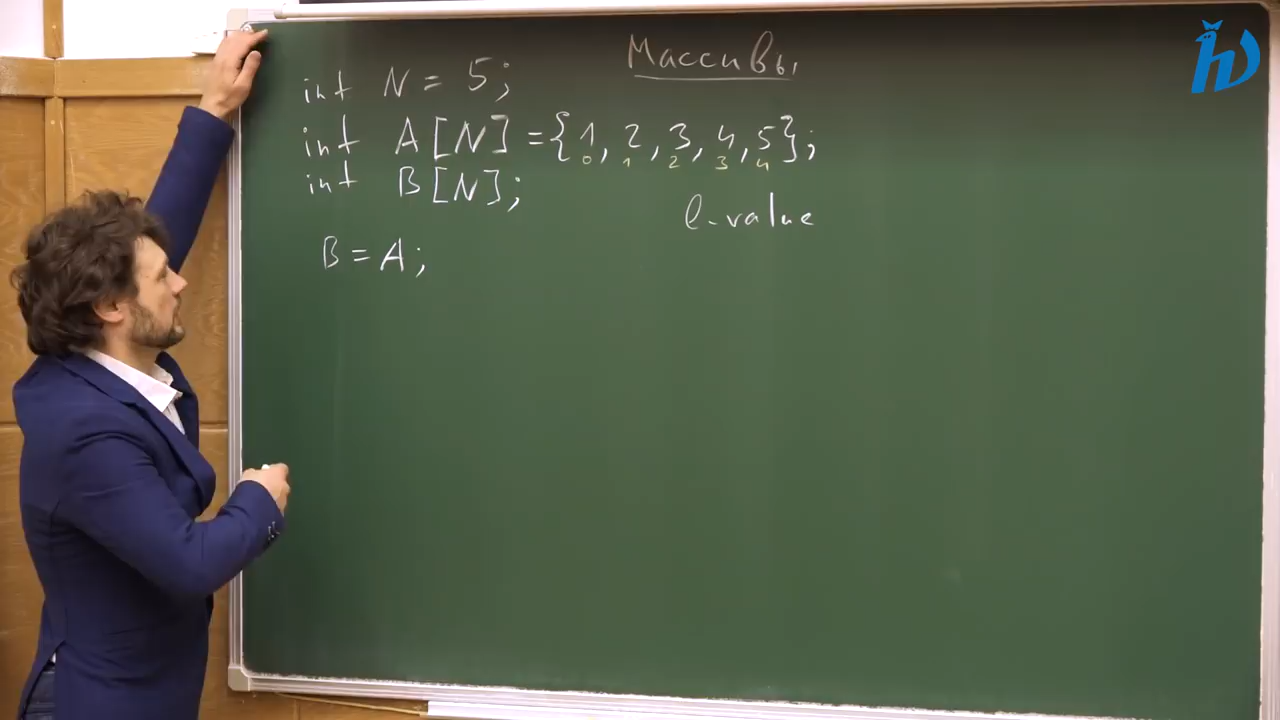 Массивы
int N = 5;
int A[N] = {1, 2, 3, 4, 5};
0 1 2 3 4
int B[N];
l-value
B = A;